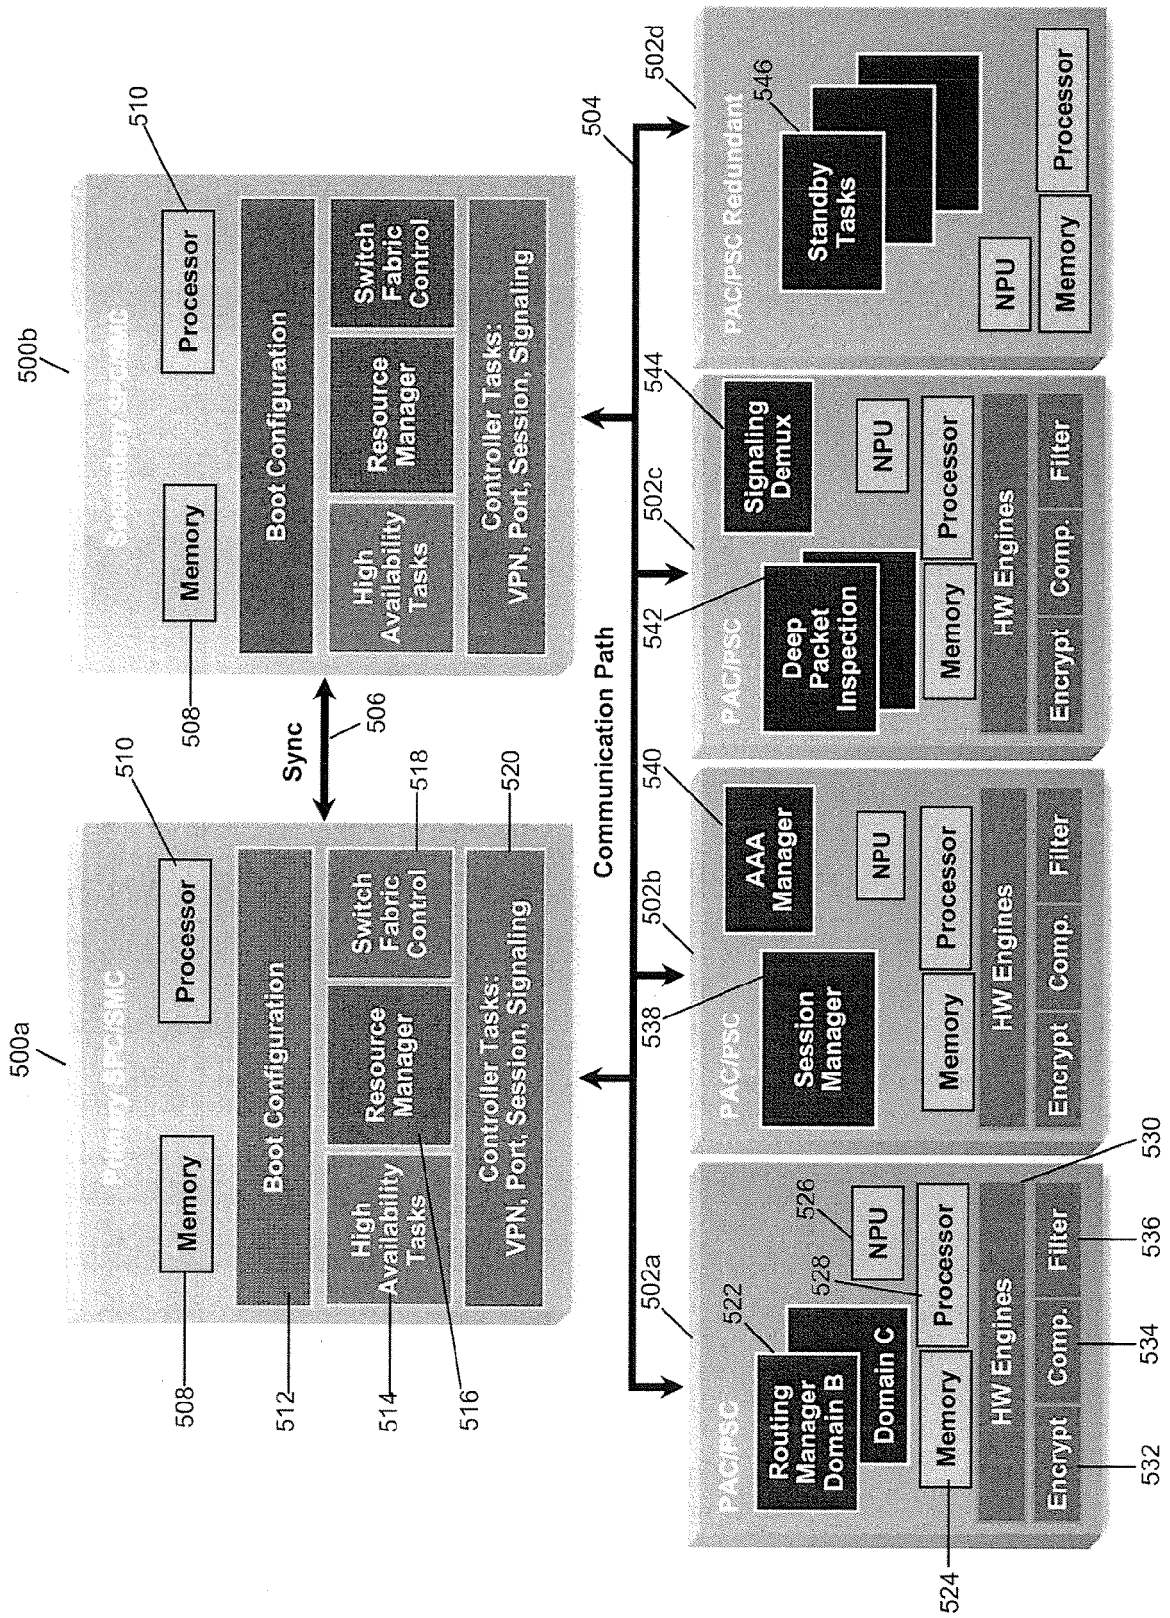 500a
500b
Primary SPC/SMC
Secondary SPC/SMC
Memory
Processor
510
508
Memory
Processor
510
508
Boot Configuration
512
Boot Configuration
High
Availability
Tasks
514
Resource
Manager
516
Switch
Fabric
Control
518
Sync
506
High
Availability
Tasks
Resource
Manager
Switch
Fabric
Control
Controller Tasks:
VPN, Port, Session, Signaling
520
Controller Tasks:
VPN, Port, Session, Signaling
Communication Path
504
502a
PAC/PSC
522
Routing
Manager
Domain B
Domain C
526
NPU
528
Memory
Processor
524
HW Engines
530
Encrypt
Comp.
Filter
532
534
536
502b
PAC/PSC
538
Session
Manager
540
AAA
Manager
NPU
Memory
Processor
HW Engines
Encrypt
Comp.
Filter
502c
PAC/PSC
542
Deep
Packet
Inspection
544
Signaling
Demux
NPU
Memory
Processor
HW Engines
Encrypt
Comp.
Filter
502d
PAC/PSC Redundant
546
Standby
Tasks
NPU
Memory
Processor